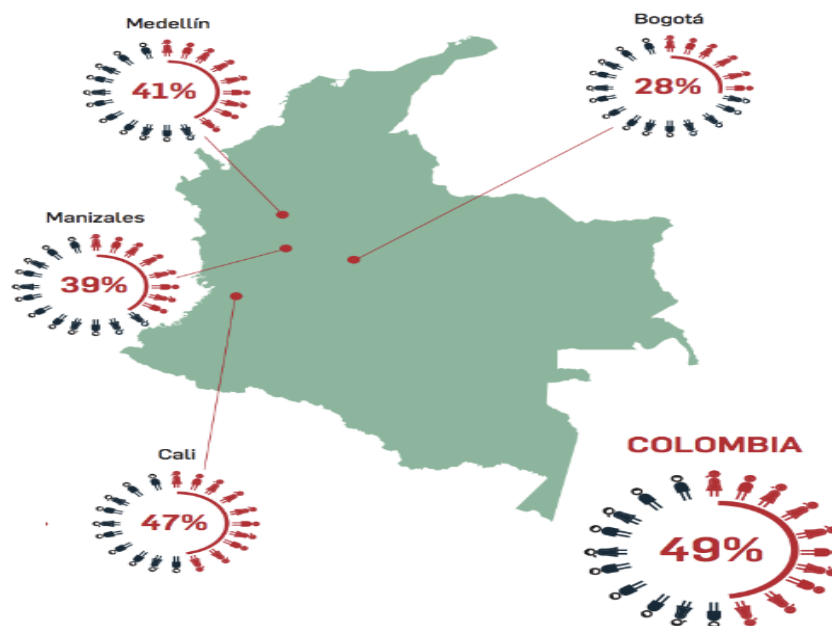 Medellín
41%
Bogotá
28%
Manizales
39%
Cali
47%
COLOMBIA
49%